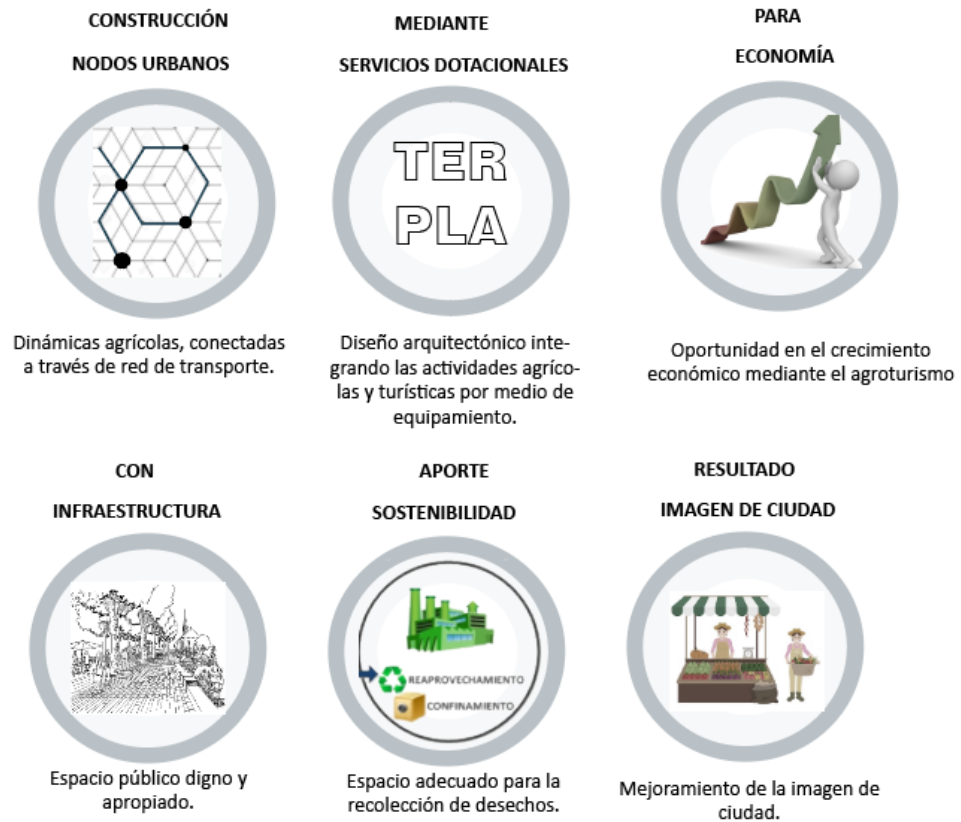 CONSTRUCCIÓN
NODOS URBANOS
Dinámicas agrícolas, conectadas
a través de red de transporte.
MEDIANTE
SERVICIOS DOTACIONALES
TER
PLA
Diseño arquitectónico inte-
grando las actividades agríco-
las y turísticas por medio de
equipamiento.
PARA
ECONOMÍA
Oportunidad en el crecimiento
económico mediante el agroturismo
CON
INFRAESTRUCTURA
Espacio público digno y
apropiado.
APORTE
SOSTENIBILIDAD
REAPROVECHAMIENTO
CONFINAMIENTO
Espacio adecuado para la
recolección de desechos.
RESULTADO
IMAGEN DE CIUDAD
Mejoramiento de la imagen de
ciudad.